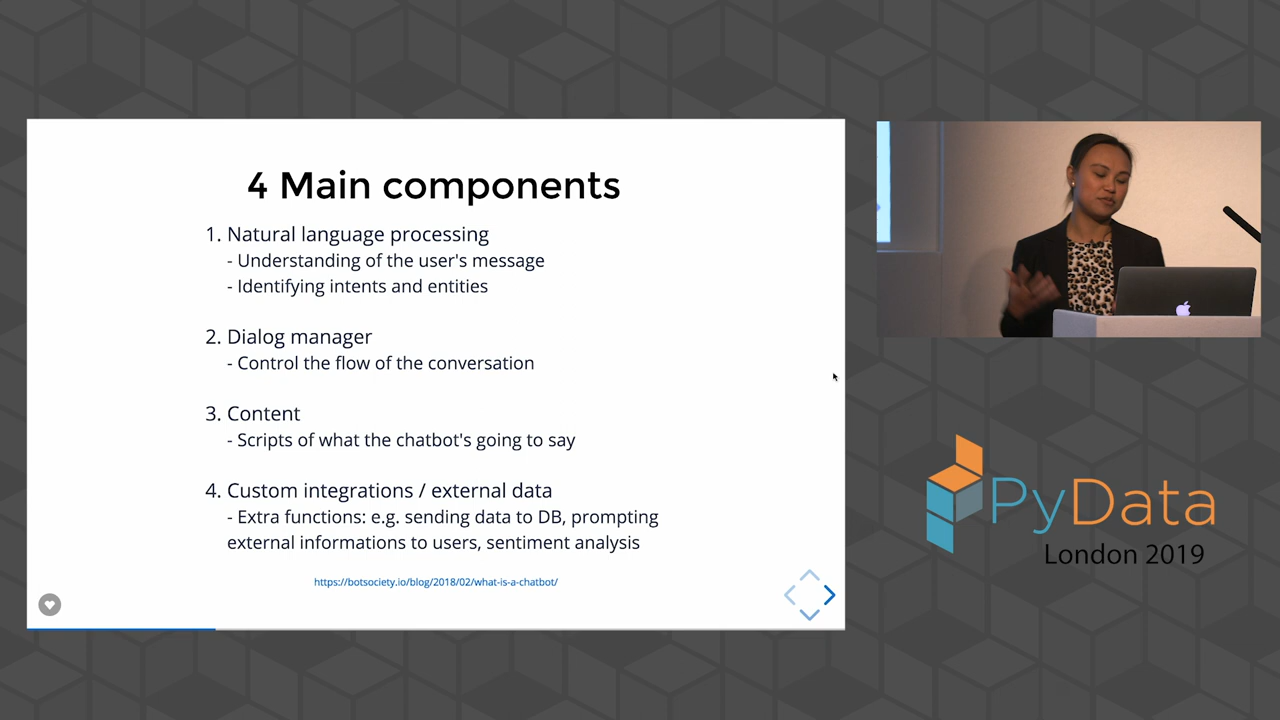 4 Main components
1. Natural language processing
- Understanding of the user's message
- Identifying intents and entities
2. Dialog manager
- Control the flow of the conversation
3. Content
- Scripts of what the chatbot's going to say
4. Custom integrations / external data
- Extra functions: e.g. sending data to DB, prompting
external informations to users, sentiment analysis
https://botsociety.io/blog/2018/02/what-is-a-chatbot/
PyData
London 2019